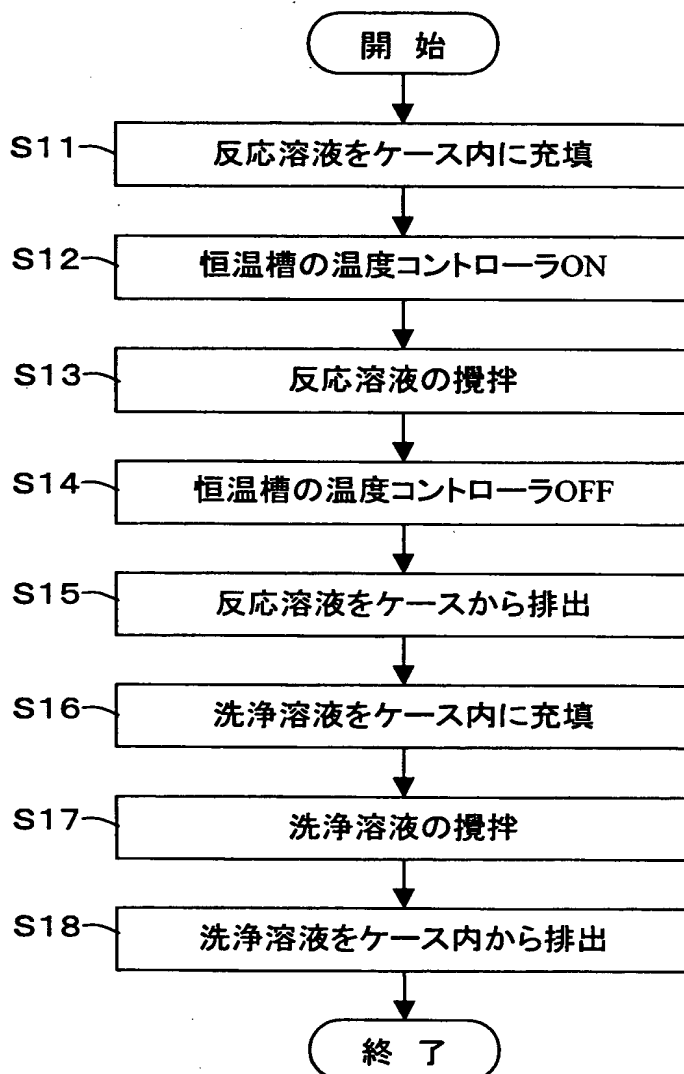 開 始
S11 反応溶液をケース内に充填
S12 恒温槽の温度コントローラON
S13 反応溶液の攪拌
S14 恒温槽の温度コントローラOFF
S15 反応溶液をケースから排出
S16 洗浄溶液をケース内に充填
S17 洗浄溶液の攪拌
S18 洗浄溶液をケース内から排出
終 了